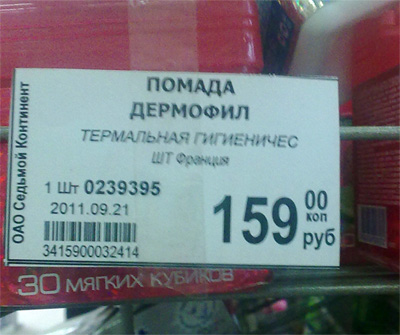 ОАО Седьмой Континент
ПОМАДА
ДЕРМОФИЛ
ТЕРМАЛЬНАЯ ГИГИЕНИЧЕС
ШТ Франция
1 Шт 0239395
2011.09.21
159 00 коп руб
3415900032414
30 МЯГКИХ КУБИКОВ